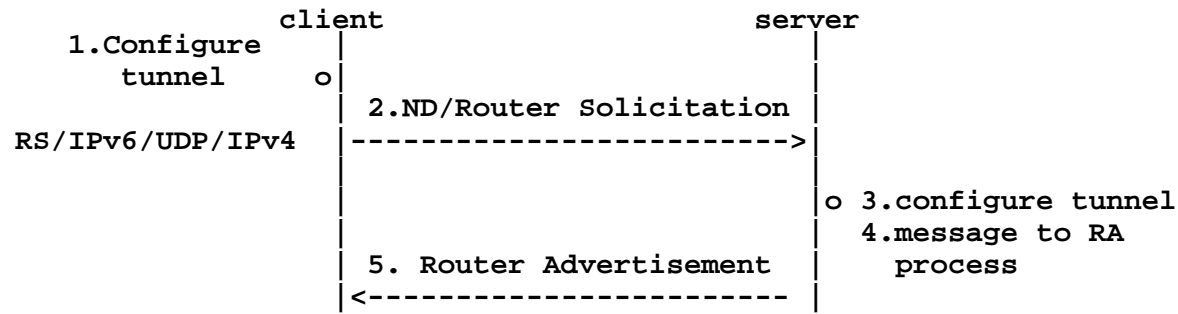 client server
1.Configure
tunnel o
2.ND/Router Solicitation
RS/IPv6/UDP/IPv4 |------------------------->
o 3.configure tunnel
4.message to RA
5. Router Advertisement process
|<------------------------